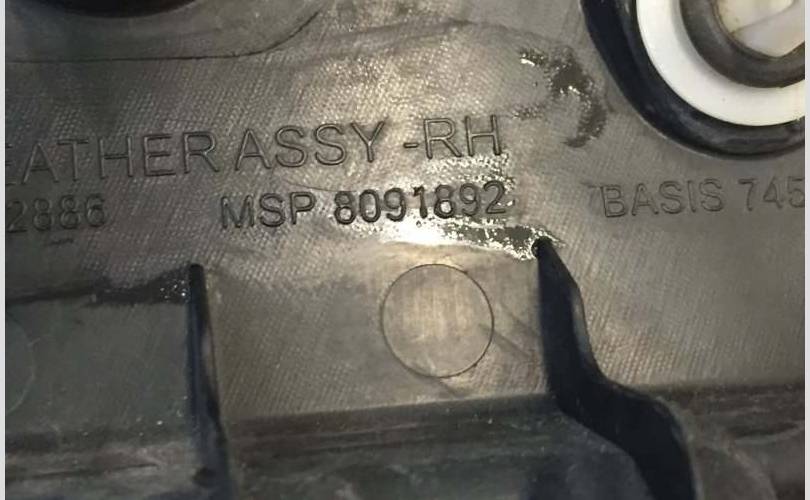 EATHER ASSY -RH
2886 MSP 8091892 BASIS 745